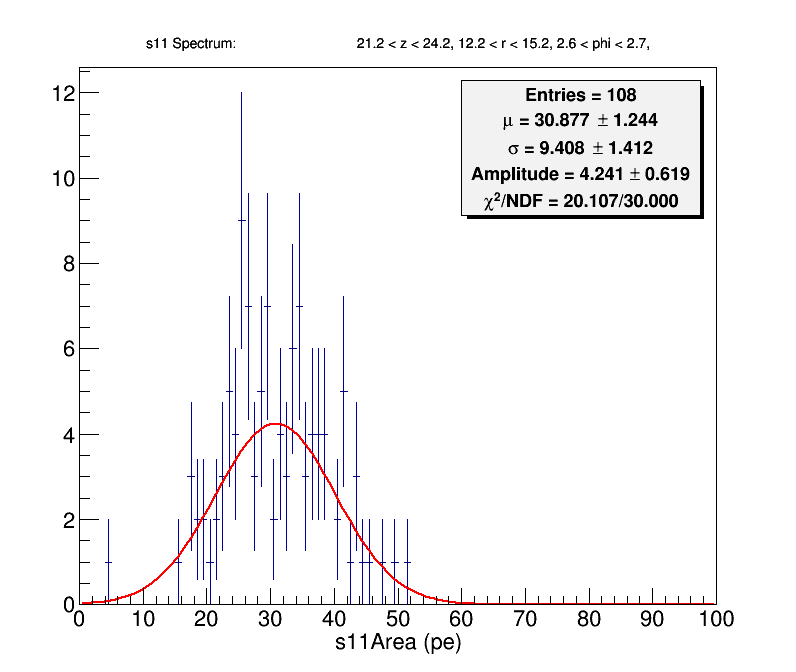 s11 Spectrum: 21.2 < z < 24.2, 12.2 < r < 15.2, 2.6 < phi < 2.7,
Entries = 108
μ = 30.877 ± 1.244
σ = 9.408 ± 1.412
Amplitude = 4.241 ± 0.619
χ²/NDF = 20.107/30.000
12
10
8
6
4
2
0
0 10 20 30 40 50 60 70 80 90 100
s11Area (pe)